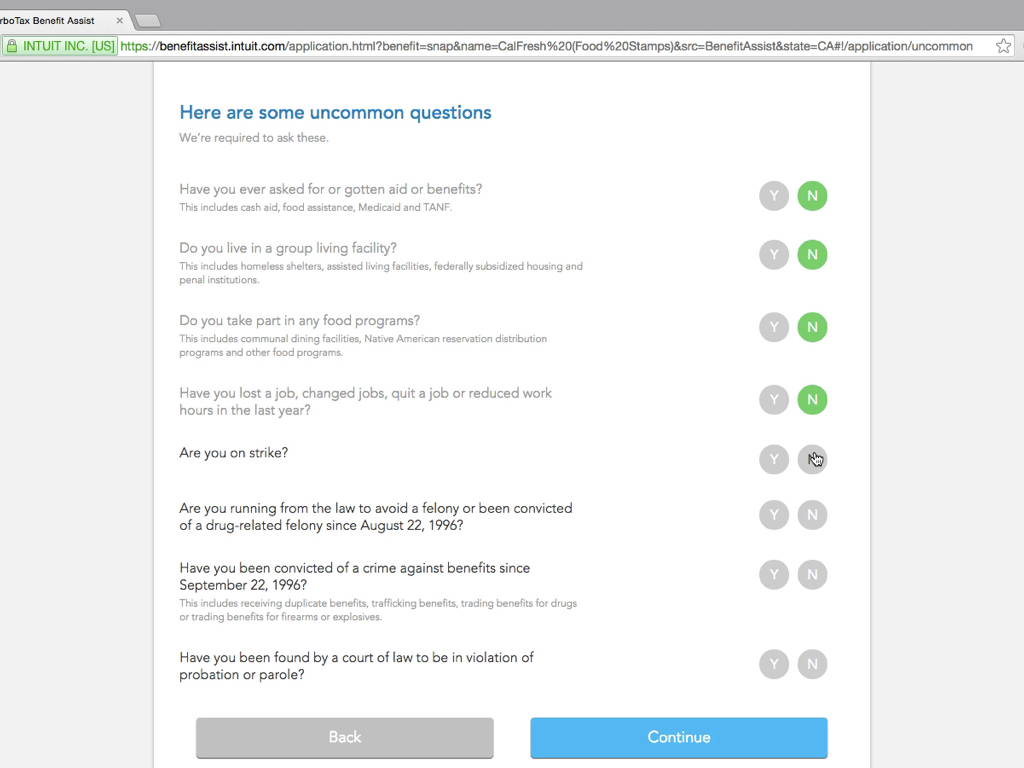 rboTax Benefit Assist ×
INTUIT INC. [US] https://benefitassist.intuit.com/application.html?benefit=snap&name=CalFresh%20(Food%20Stamps)&src=BenefitAssist&state=CA#!/application/uncommon
Here are some uncommon questions
We're required to ask these.
Have you ever asked for or gotten aid or benefits?
This includes cash aid, food assistance, Medicaid and TANF.
Y N
Do you live in a group living facility?
This includes homeless shelters, assisted living facilities, federally subsidized housing and
penal institutions.
Y N
Do you take part in any food programs?
This includes communal dining facilities, Native American reservation distribution
programs and other food programs.
Y N
Have you lost a job, changed jobs, quit a job or reduced work
hours in the last year?
Y N
Are you on strike?
Y N
Are you running from the law to avoid a felony or been convicted
of a drug-related felony since August 22, 1996?
Y N
Have you been convicted of a crime against benefits since
September 22, 1996?
This includes receiving duplicate benefits, trafficking benefits, trading benefits for drugs
or trading benefits for firearms or explosives.
Y N
Have you been found by a court of law to be in violation of
probation or parole?
Y N
Back Continue